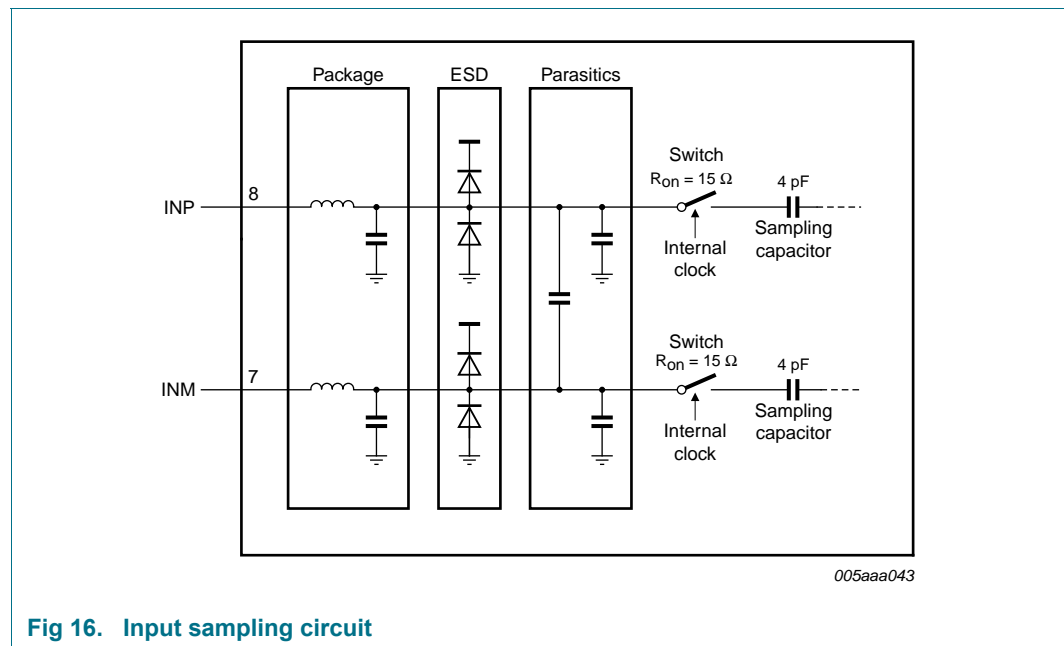 Package ESD Parasitics
Switch
Ron = 15 Ω
4 pF
INP 8
Internal
clock
Sampling
capacitor
Switch
Ron = 15 Ω
4 pF
INM 7
Internal
clock
Sampling
capacitor
005aaa043
Fig 16. Input sampling circuit